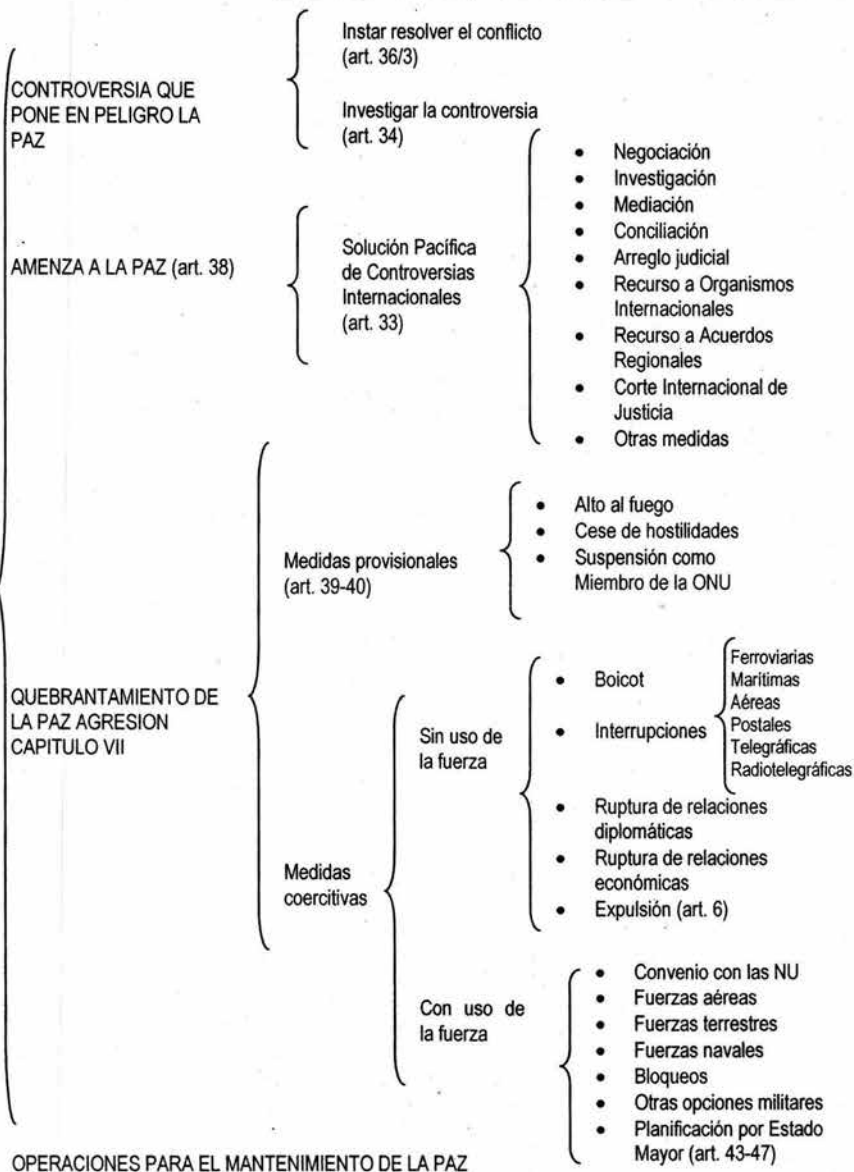 Instar resolver el conflicto
(art. 36/3)
CONTROVERSIA QUE
PONE EN PELIGRO LA
PAZ
Investigar la controversia
(art. 34)
AMENZA A LA PAZ (art. 38)
Solución Pacífica
de Controversias
Internacionales
(art. 33)
• Negociación
• Investigación
• Mediación
• Conciliación
• Arreglo judicial
• Recurso a Organismos
Internacionales
• Recurso a Acuerdos
Regionales
• Corte Internacional de
Justicia
• Otras medidas
QUEBRANTAMIENTO DE
LA PAZ AGRESION
CAPITULO VII
Medidas provisionales
(art. 39-40)
• Alto al fuego
• Cese de hostilidades
• Suspensión como
Miembro de la ONU
Medidas
coercitivas
Sin uso de
la fuerza
• Boicot
• Interrupciones
Ferroviarias
Marítimas
Aéreas
Postales
Telegráficas
Radiotelegráficas
• Ruptura de relaciones
diplomáticas
• Ruptura de relaciones
económicas
• Expulsión (art. 6)
Con uso de
la fuerza
• Convenio con las NU
• Fuerzas aéreas
• Fuerzas terrestres
• Fuerzas navales
• Bloqueos
• Otras opciones militares
• Planificación por Estado
Mayor (art. 43-47)
OPERACIONES PARA EL MANTENIMIENTO DE LA PAZ